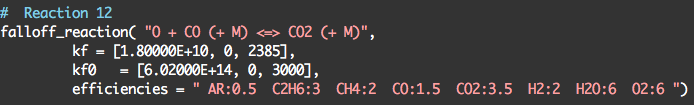 #  Reaction 12
falloff_reaction( "O + CO (+ M) <=> CO2 (+ M)",
         kf = [1.80000E+10, 0, 2385],
         kf0   = [6.02000E+14, 0, 3000],
         efficiencies = " AR:0.5  C2H6:3  CH4:2  CO:1.5  CO2:3.5  H2:2  H2O:6  O2:6 ")